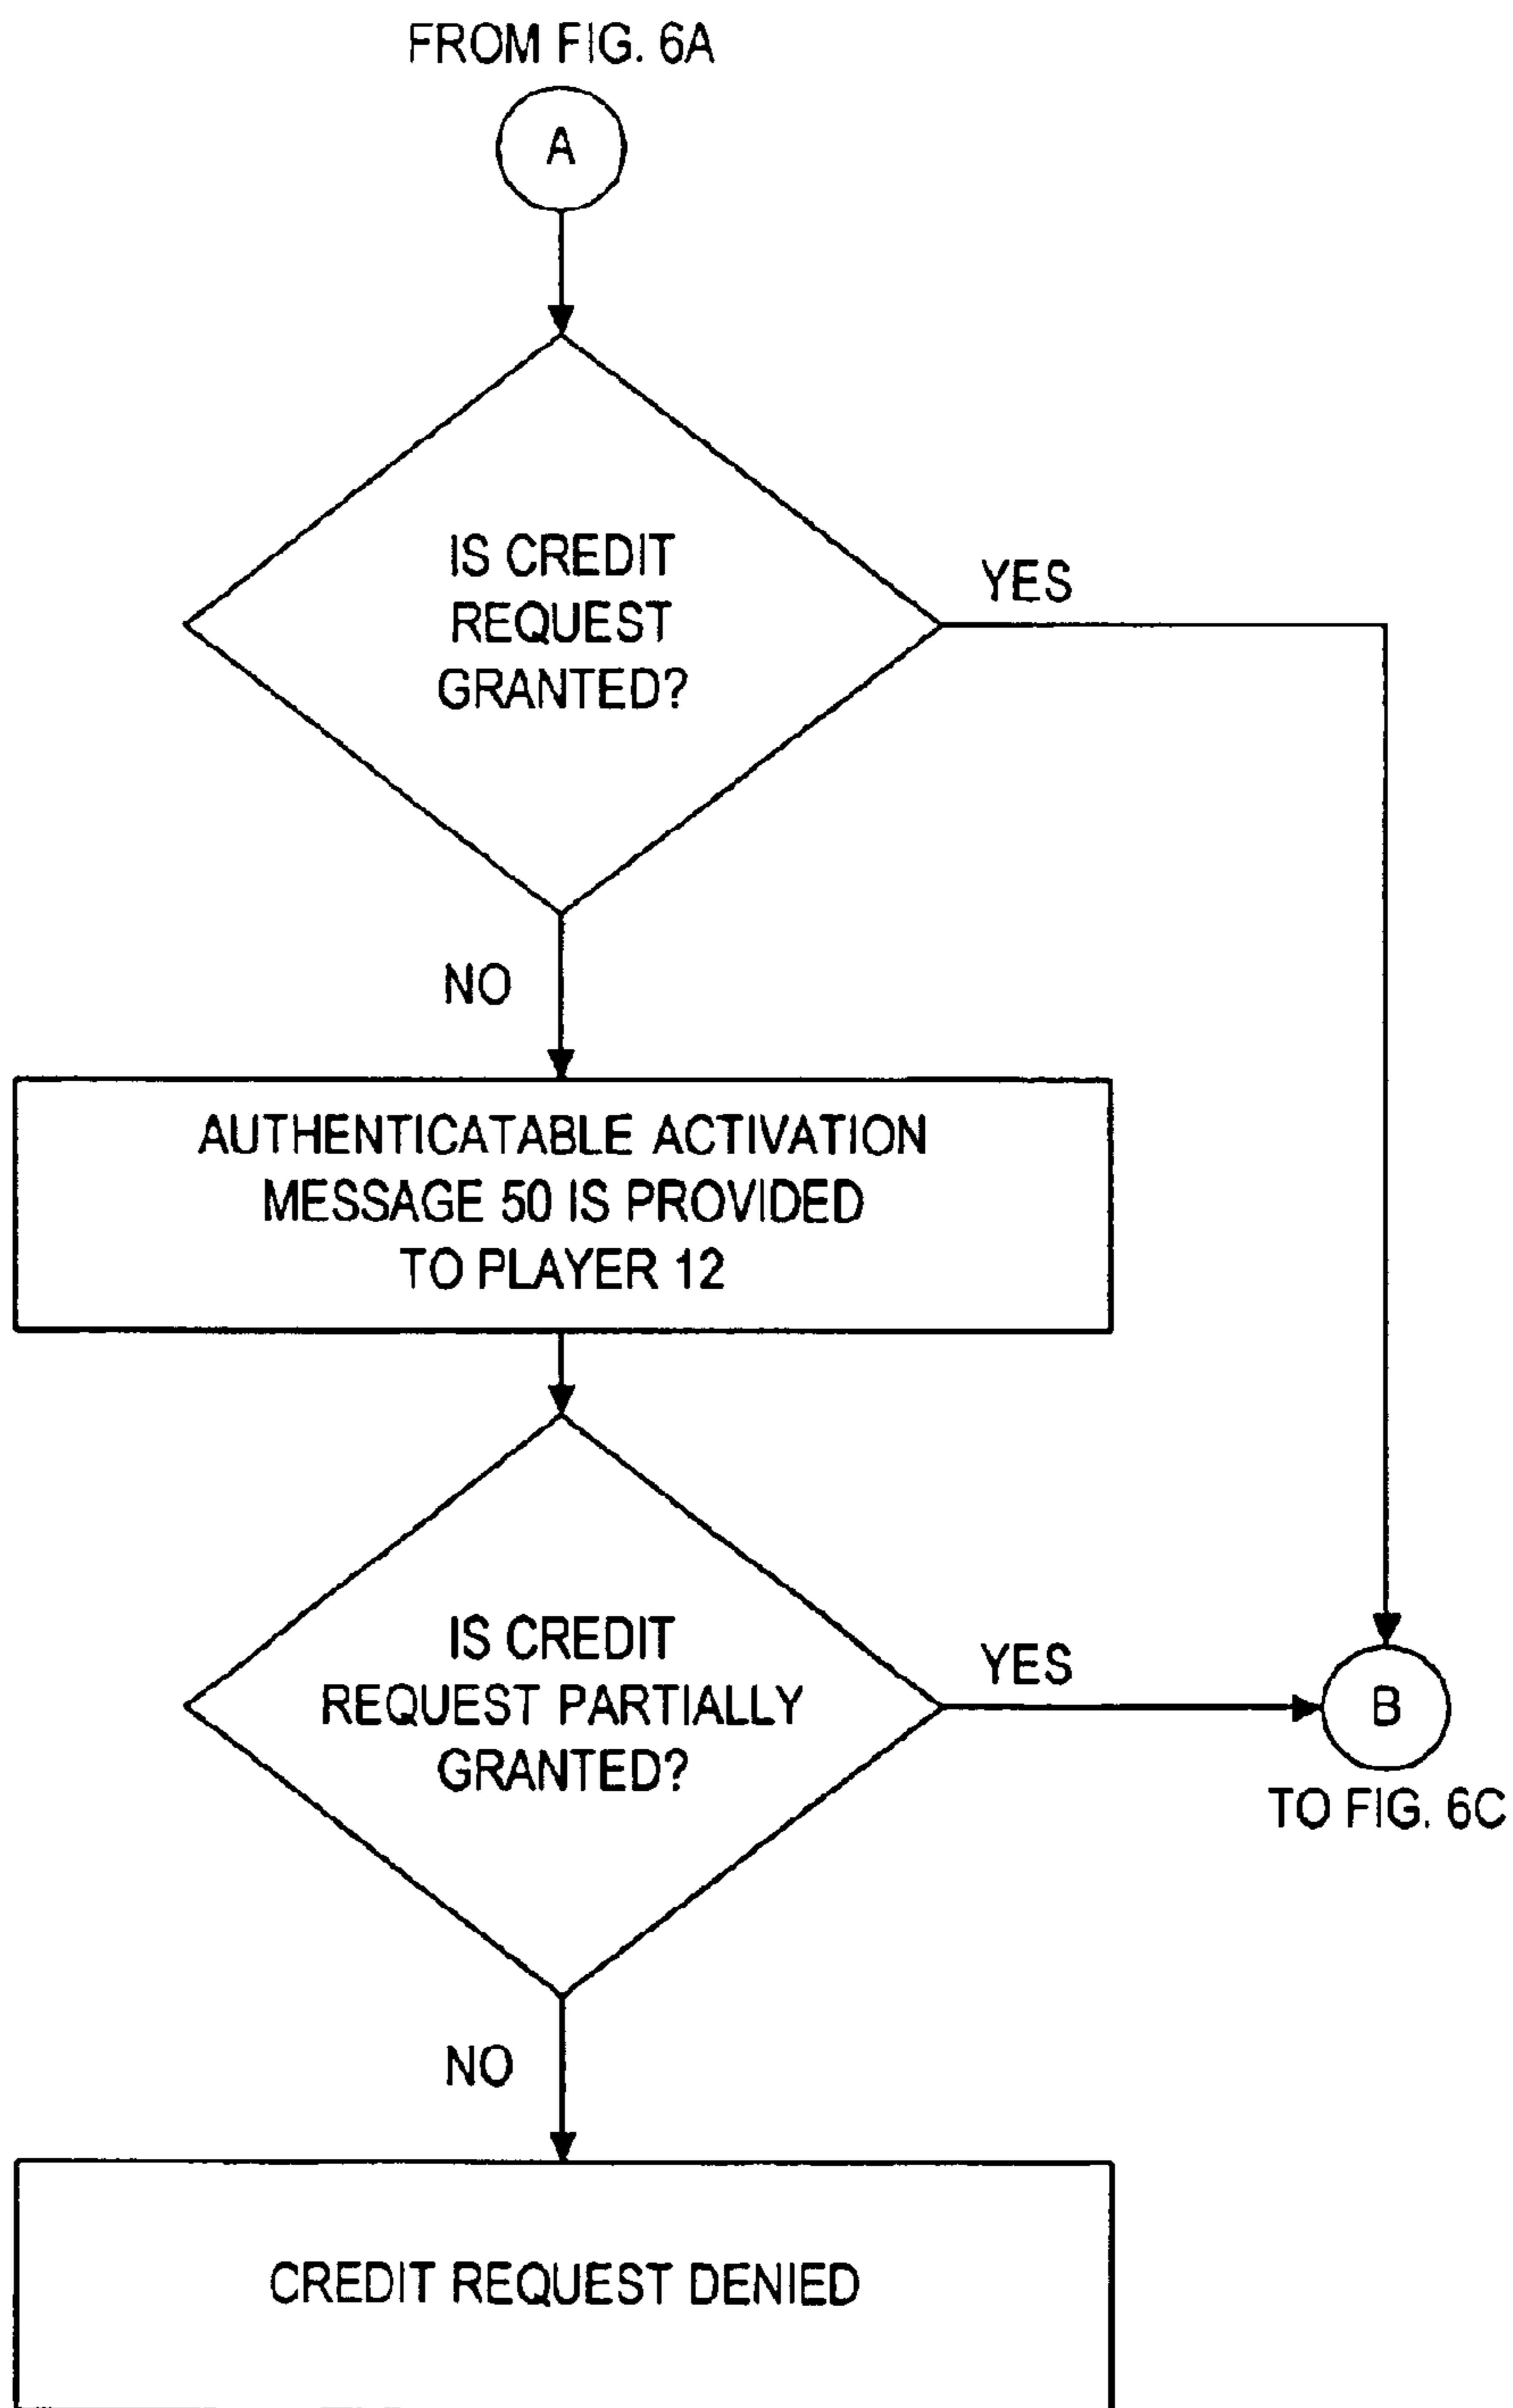 FROM FIG. 6A
A
IS CREDIT
REQUEST
GRANTED?
YES
NO
AUTHENTICATABLE ACTIVATION
MESSAGE 50 IS PROVIDED
TO PLAYER 12
IS CREDIT
REQUEST PARTIALLY
GRANTED?
YES
B
TO FIG. 6C
NO
CREDIT REQUEST DENIED